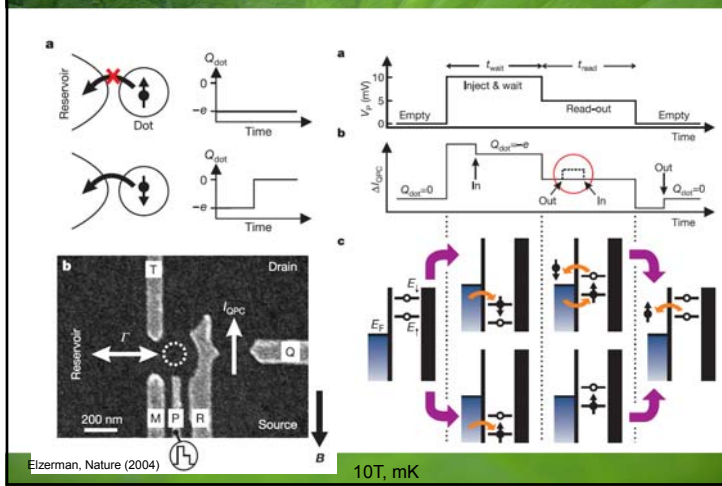 a
Q_dot
0
−e
Time
Reservoir
Dot
Q_dot
0
−e
Time
b
T
Drain
I_QPC
Γ
Reservoir
Q
M P R
200 nm
Source
B
Elzerman, Nature (2004)
a
t_wait
t_read
V_P (mV)
10
5
0
Empty
Inject & wait
Read-out
Empty
Time
b
ΔI_QPC
Q_dot=0
Q_dot=−e
In
Out
In
Out
Q_dot=0
Time
c
E_F
E↓
E↑
10T, mK